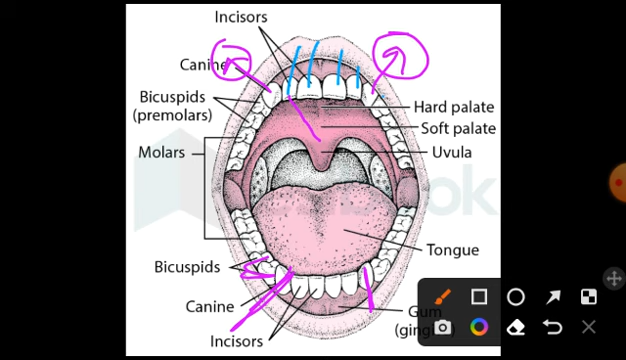 Incisors
Canine
Bicuspids
(premolars)
Molars
Hard palate
Soft palate
Uvula
Tongue
Bicuspids
Canine
Gum
Incisors